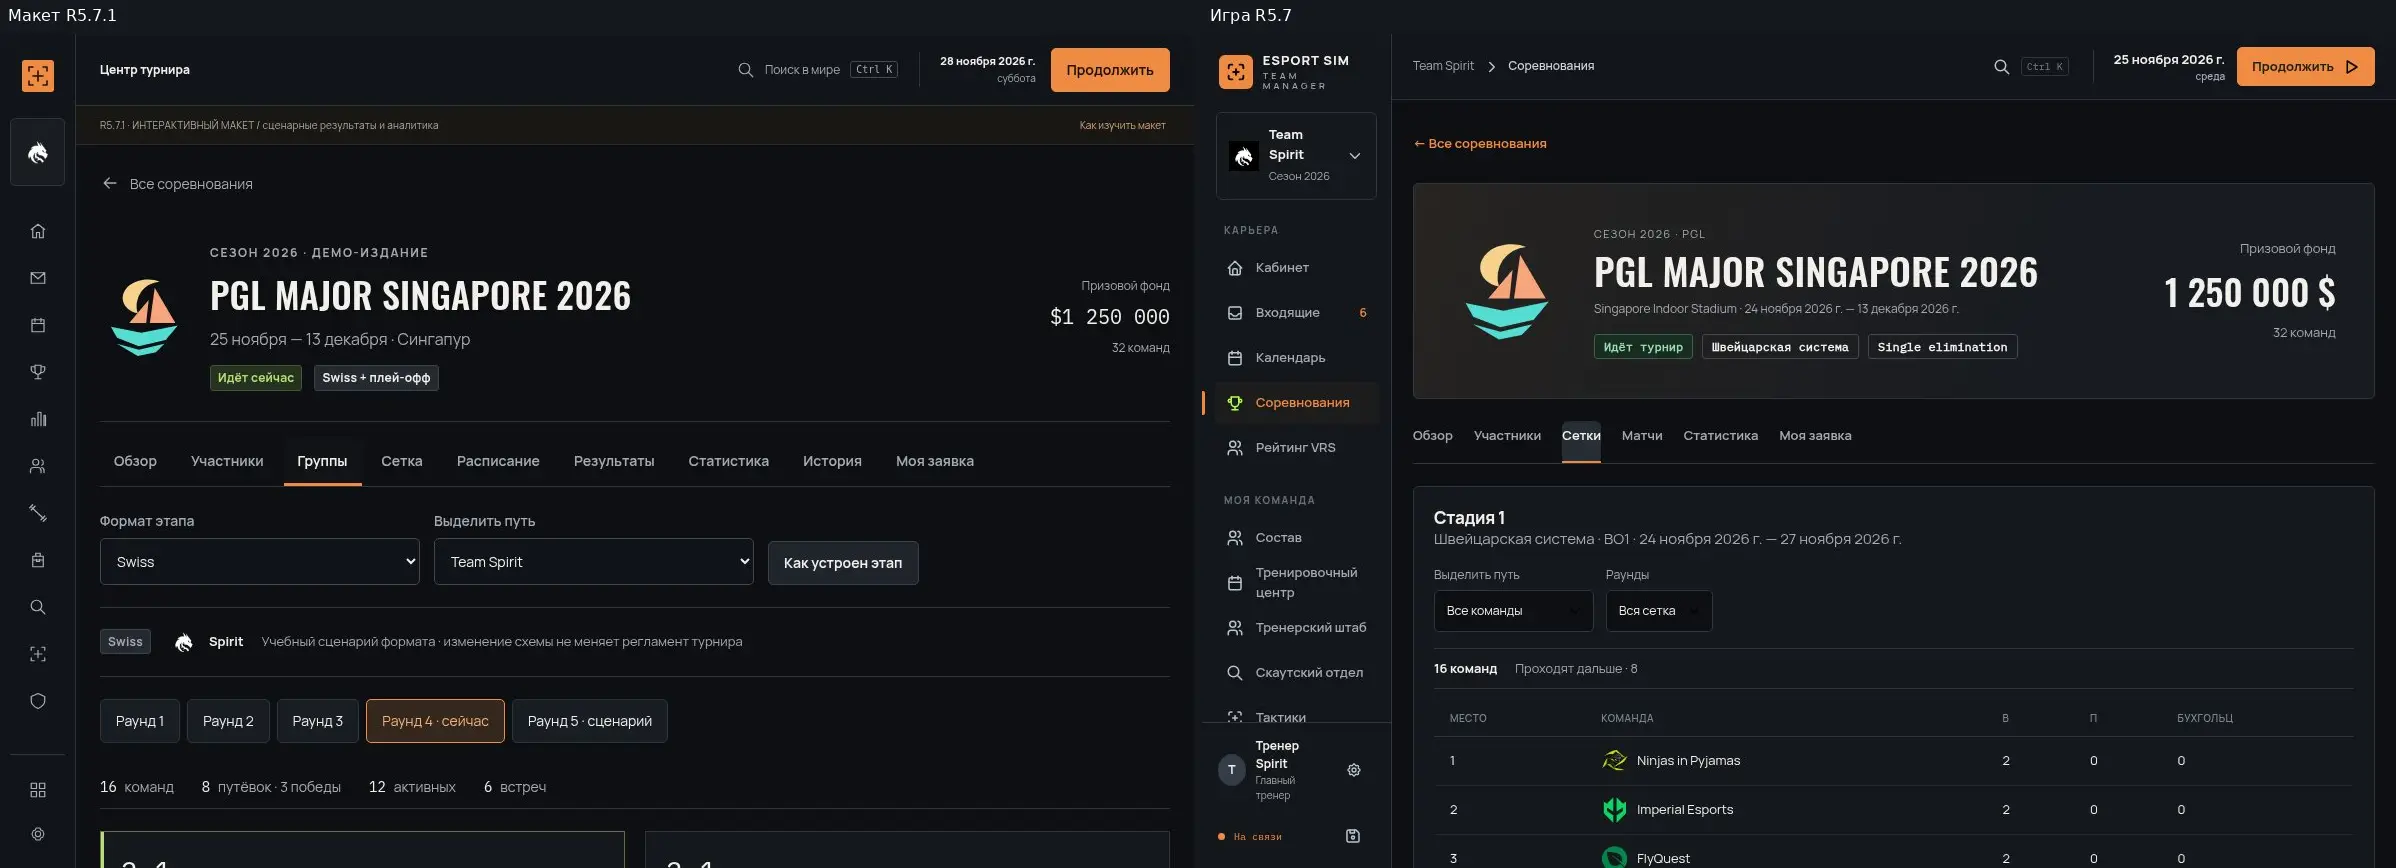 Макет R5.7.1
Центр турнира
Поиск в мире Ctrl K
28 ноября 2026 г.
суббота
Продолжить
R5.7.1 · ИНТЕРАКТИВНЫЙ МАКЕТ / сценарные результаты и аналитика
Как изучить макет
← Все соревнования
СЕЗОН 2026 · ДЕМО-ИЗДАНИЕ
PGL MAJOR SINGAPORE 2026
25 ноября — 13 декабря · Сингапур
Идёт сейчас Swiss + плей-офф
Призовой фонд
$1 250 000
32 команд
Обзор Участники Группы Сетка Расписание Результаты Статистика История Моя заявка
Формат этапа Выделить путь
Swiss Team Spirit Как устроен этап
Swiss Spirit Учебный сценарий формата · изменение схемы не меняет регламент турнира
Раунд 1 Раунд 2 Раунд 3 Раунд 4 · сейчас Раунд 5 · сценарий
16 команд 8 путёвок · 3 победы 12 активных 6 встреч
Игра R5.7
ESPORT SIM
TEAM
MANAGER
Team
Spirit
Сезон 2026
КАРЬЕРА
Кабинет
Входящие 6
Календарь
Соревнования
Рейтинг VRS
МОЯ КОМАНДА
Состав
Тренировочный
центр
Тренерский штаб
Скаутский отдел
Тактики
Тренер
Spirit
Главный
тренер
T
На связи
Team Spirit > Соревнования
Ctrl K
25 ноября 2026 г.
среда
Продолжить
← Все соревнования
СЕЗОН 2026 · PGL
PGL MAJOR SINGAPORE 2026
Singapore Indoor Stadium · 24 ноября 2026 г. — 13 декабря 2026 г.
Идёт турнир Швейцарская система Single elimination
Призовой фонд
1 250 000 $
32 команд
Обзор Участники Сетки Матчи Статистика Моя заявка
Стадия 1
Швейцарская система · BO1 · 24 ноября 2026 г. — 27 ноября 2026 г.
Выделить путь Раунды
Все команды Вся сетка
16 команд Проходят дальше · 8
МЕСТО КОМАНДА В П БУХГОЛЬЦ
1 Ninjas in Pyjamas 2 0 0
2 Imperial Esports 2 0 0
3 FlyQuest 2 0 0